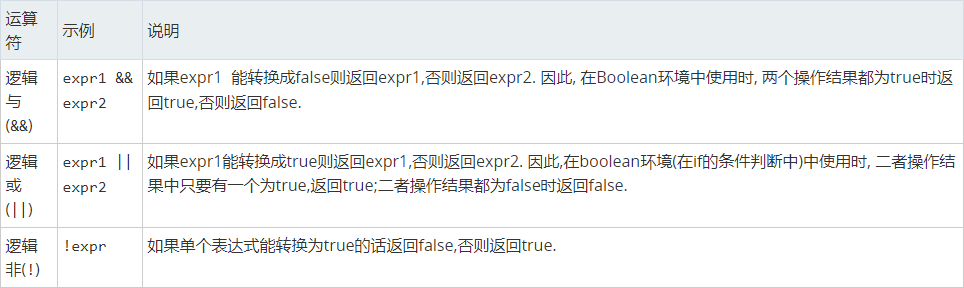 运算
符
示例
说明
逻辑
与
(&&)
expr1 &&
expr2
如果expr1 能转换成false则返回expr1,否则返回expr2. 因此, 在Boolean环境中使用时, 两个操作结果都为true时返
回true,否则返回false.
逻辑
或
(||)
expr1 ||
expr2
如果expr1能转换成true则返回expr1,否则返回expr2. 因此,在boolean环境(在if的条件判断中)中使用时, 二者操作结
果中只要有一个为true,返回true;二者操作结果都为false时返回false.
逻辑
非(!)
!expr
如果单个表达式能转换为true的话返回false,否则返回true.